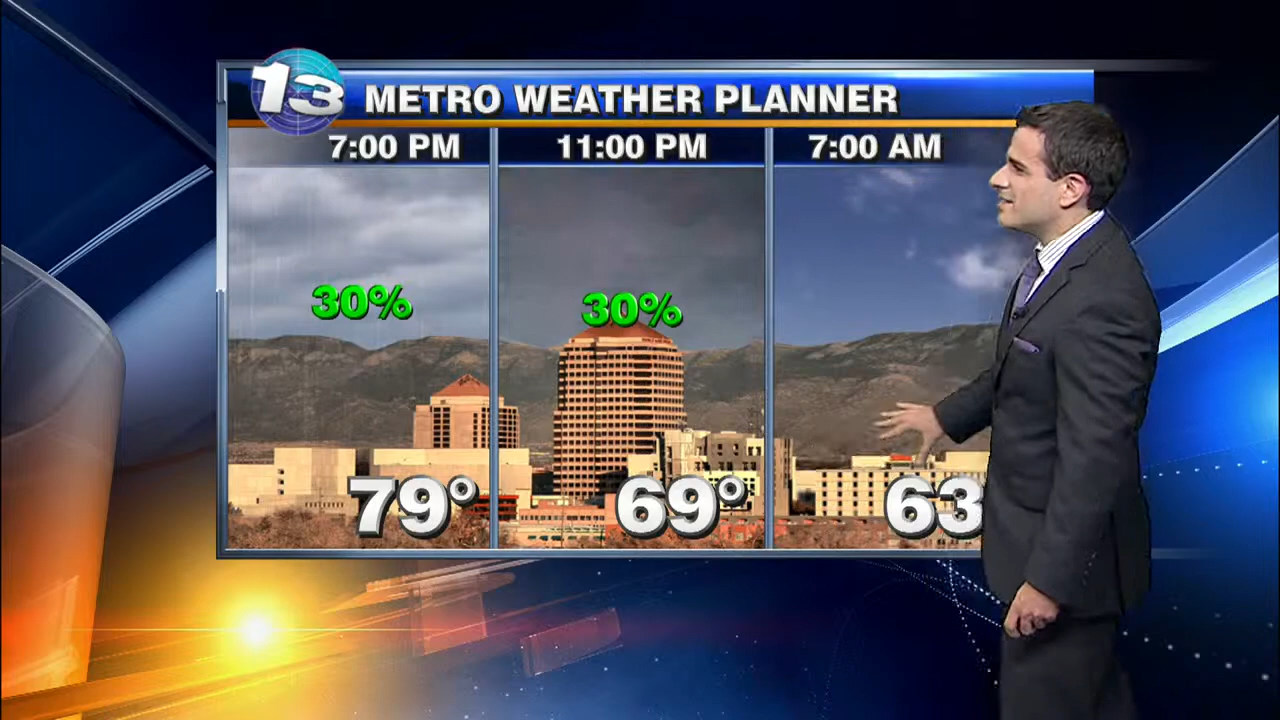 13 METRO WEATHER PLANNER
7:00 PM 11:00 PM 7:00 AM
30% 30%
79° 69° 63